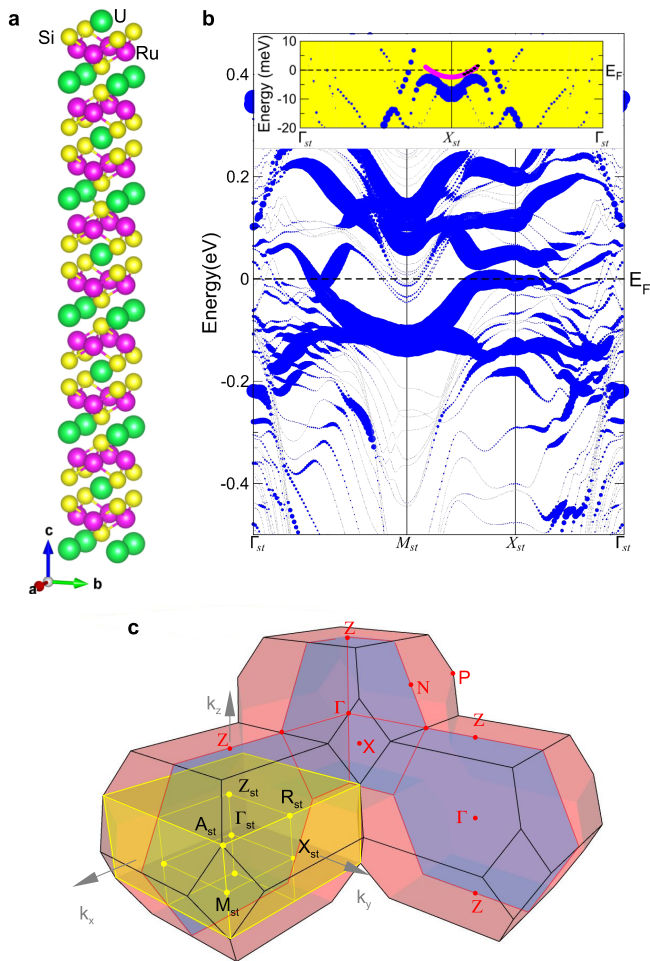 a
U
Si
Ru
c
a
b
b
Energy (meV)
10
0
-10
-20
E_F
Γ_st
X_st
Γ_st
Energy(eV)
0.4
0.2
0
-0.2
-0.4
E_F
Γ_st
M_st
X_st
Γ_st
c
Z
P
N
k_z
Γ
Z
Z
X
Z_st
R_st
Γ_st
A_st
Γ
X_st
M_st
k_x
k_y
Z